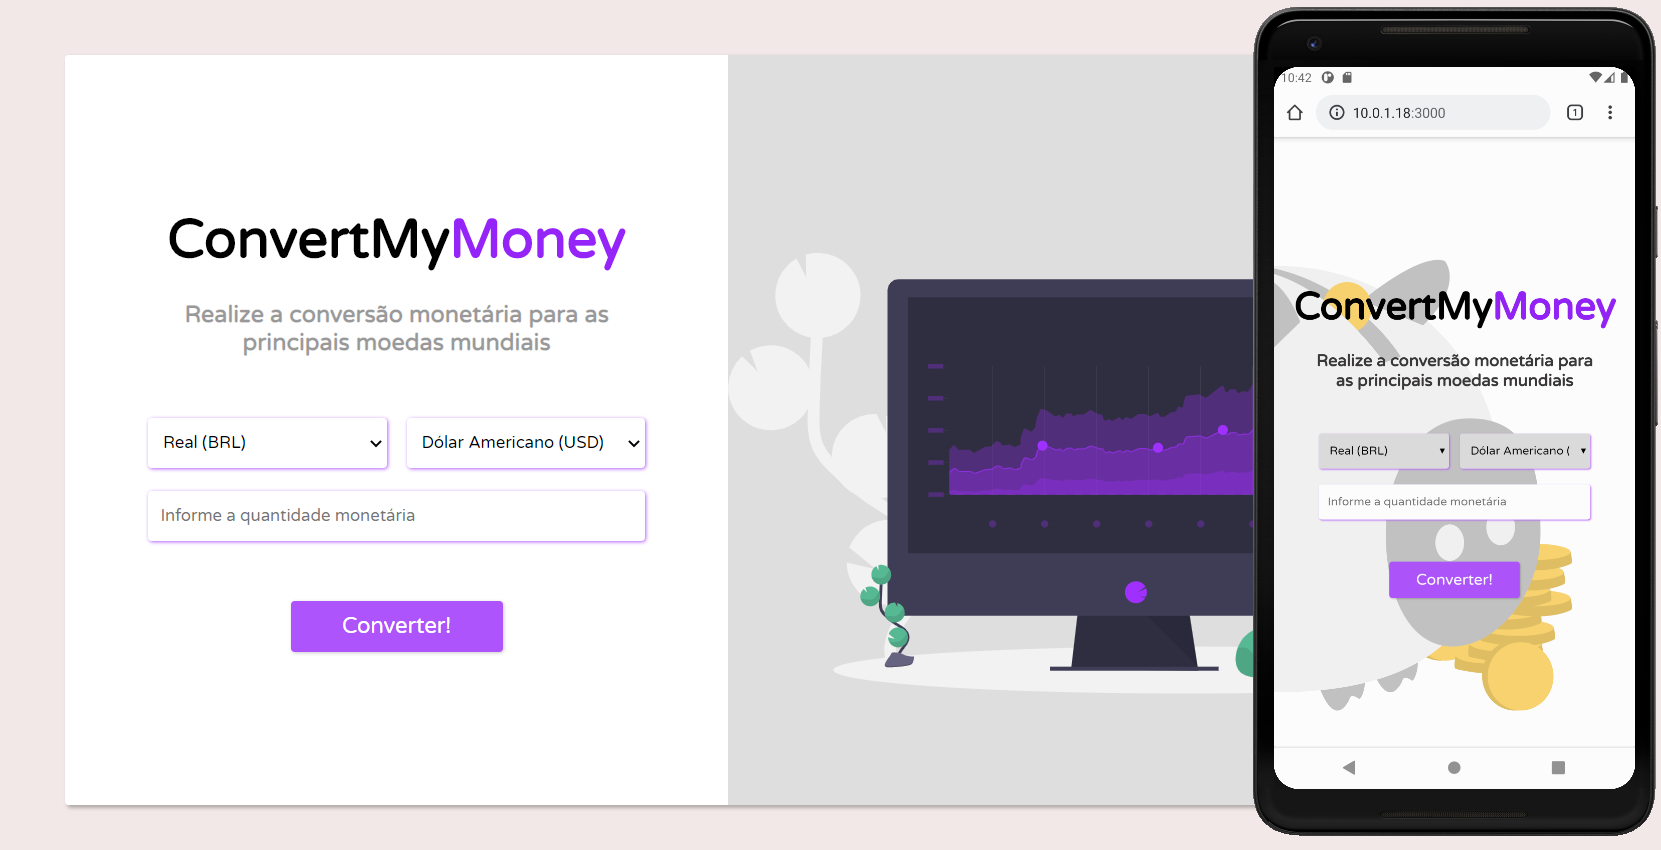 ConvertMyMoney
Realize a conversão monetária para as
principais moedas mundiais
Real (BRL)
Dólar Americano (USD)
Informe a quantidade monetária
Converter!
10:42
10.0.1.18:3000
1
ConvertMyMoney
Realize a conversão monetária para
as principais moedas mundiais
Real (BRL)
Dólar Americano (
Informe a quantidade monetária
Converter!